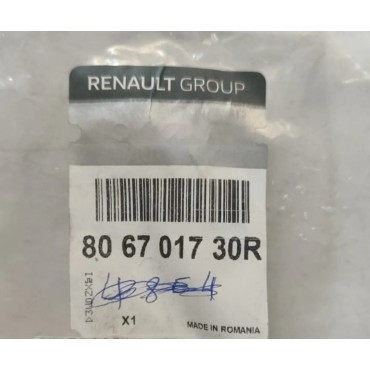 RENAULT GROUP
80 67 017 30R
X1
MADE IN ROMANIA